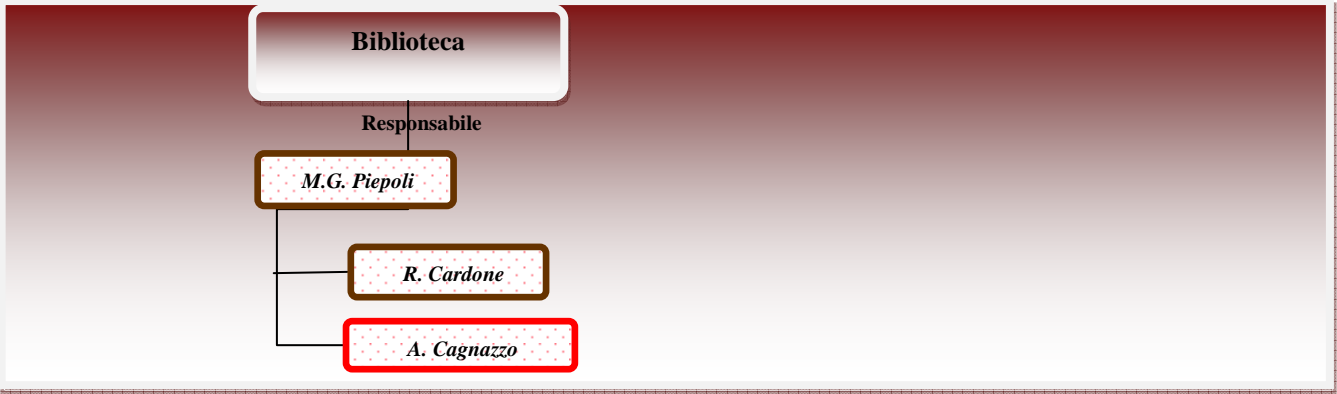 Biblioteca
Responsabile
M.G. Piepoli
R. Cardone
A. Cagnazzo